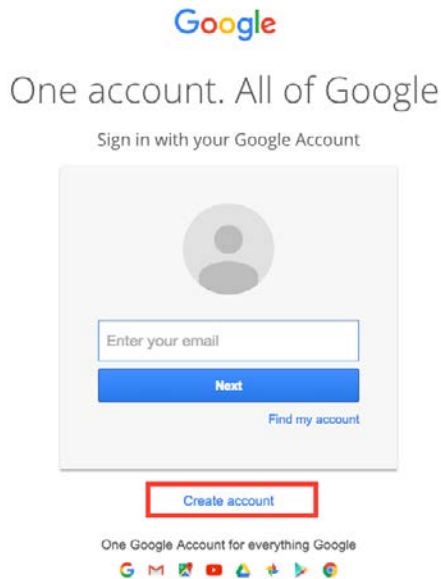 Google
One account. All of Google
Sign in with your Google Account
Enter your email
Next
Find my account
Create account
One Google Account for everything Google